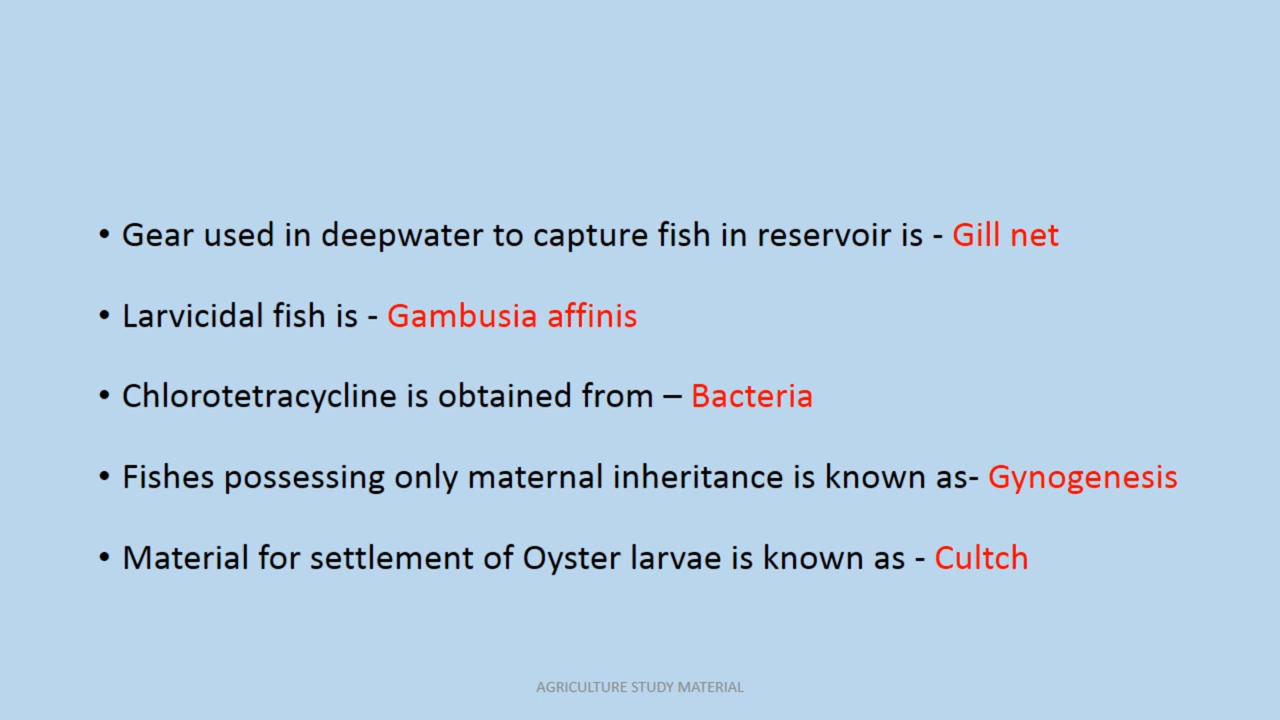 • Gear used in deepwater to capture fish in reservoir is - Gill net
• Larvicidal fish is - Gambusia affinis
• Chlorotetracycline is obtained from – Bacteria
• Fishes possessing only maternal inheritance is known as- Gynogenesis
• Material for settlement of Oyster larvae is known as - Cultch
AGRICULTURE STUDY MATERIAL